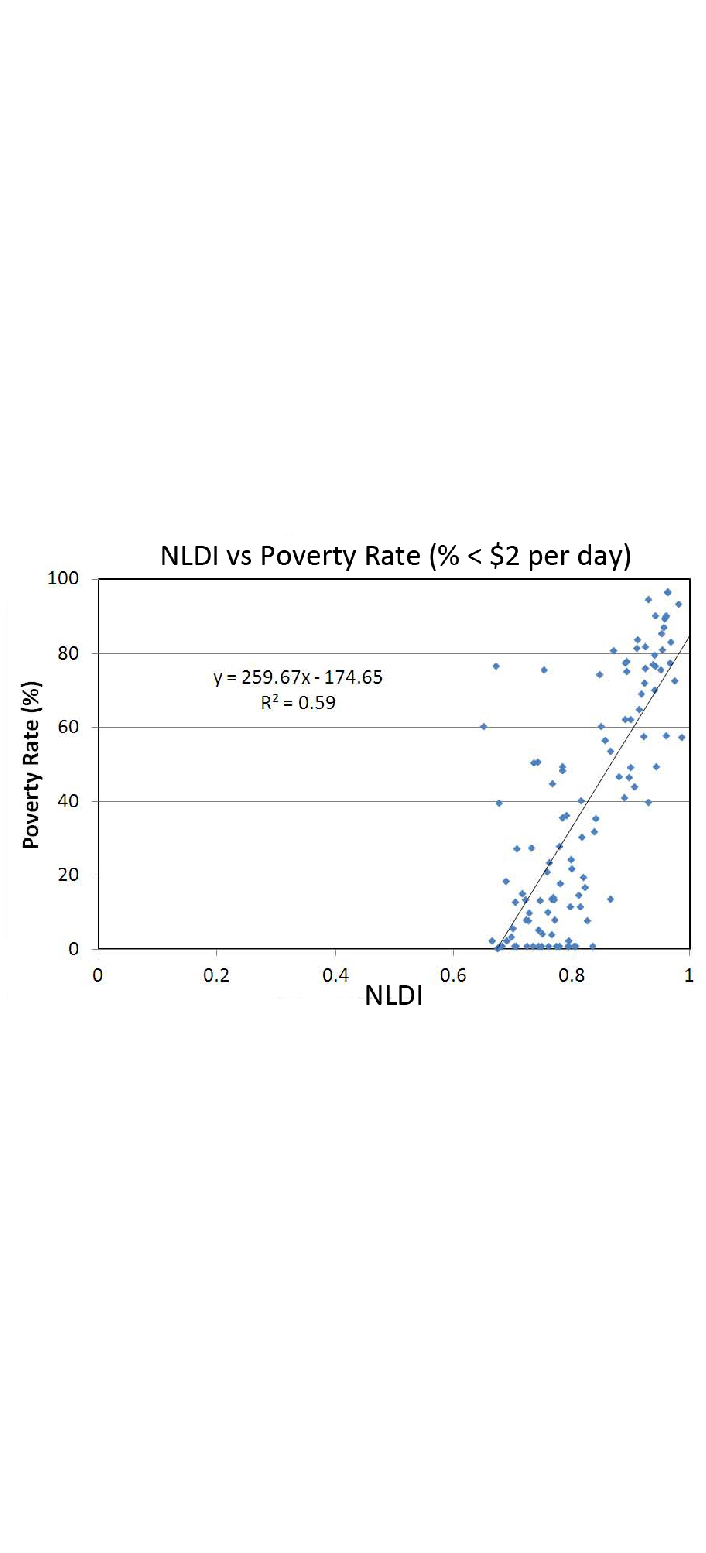 NLDI vs Poverty Rate (% < $2 per day)
100
80
60
40
20
0
Poverty Rate (%)
y = 259.67x - 174.65
R² = 0.59
0 0.2 0.4 0.6 0.8 1
NLDI